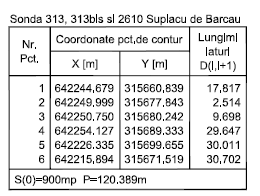 Sonda 313, 313bis si 2610 Suplacu de Barcau
Nr. Pct. Coordonate pct.de contur Lungimi laturi D(i,i+1)
X [m] Y [m]
1 642244,679 315660,839 17,817
2 642249,999 315677,843 2,514
3 642250.750 315680,242 9,698
4 642254.127 315689.333 29.647
5 642226.335 315699.655 30.011
6 642215,894 315671,519 30,702
S(0)=900mp P=120.389m